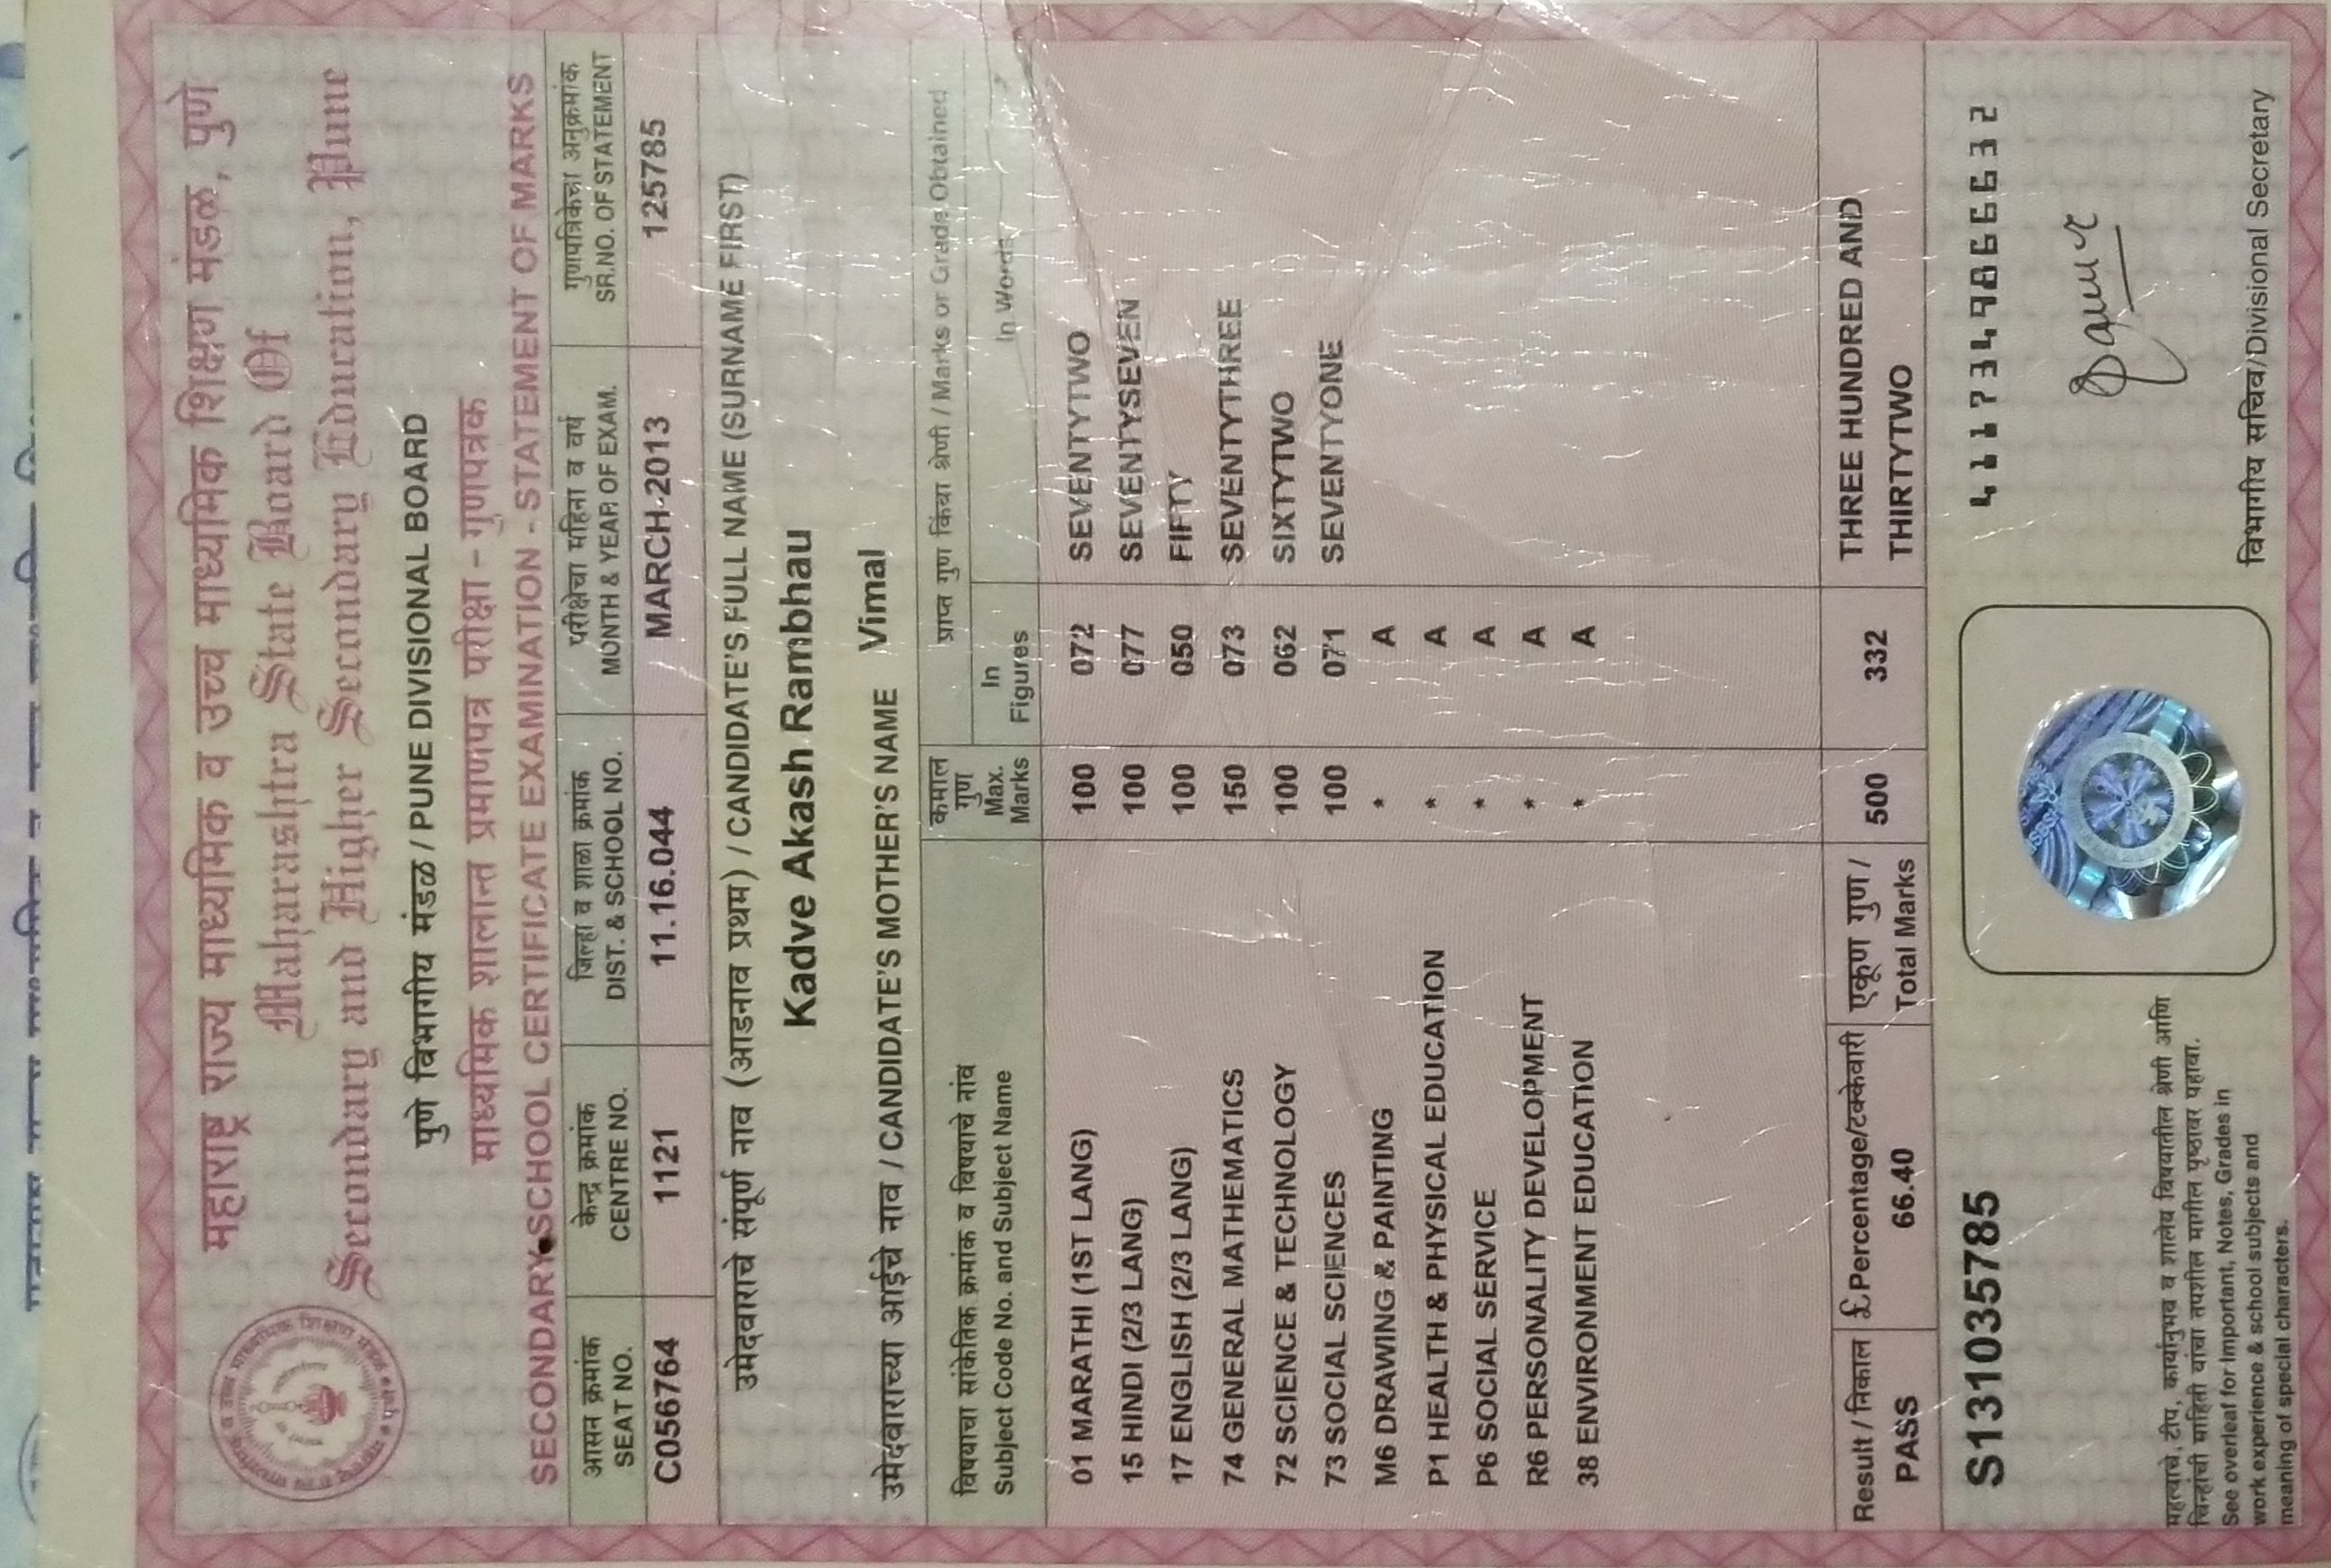 महाराष्ट्र राज्य माध्यमिक व उच्च माध्यमिक शिक्षण मंडळ, पुणे
Maharashtra State Board Of
Secondary and Higher Secondary Education, Pune
पुणे विभागीय मंडळ / PUNE DIVISIONAL BOARD
माध्यमिक शालान्त प्रमाणपत्र परीक्षा - गुणपत्रक
SECONDARY SCHOOL CERTIFICATE EXAMINATION - STATEMENT OF MARKS
आसन क्रमांक केन्द्र क्रमांक जिल्हा व शाळा क्रमांक परीक्षेचा महिना व वर्ष गुणपत्रिकेचा अनुक्रमांक
SEAT NO. CENTRE NO. DIST. & SCHOOL NO. MONTH & YEAR OF EXAM. SR.NO. OF STATEMENT
C056764 1121 11.16.044 MARCH-2013 125785
उमेदवाराचे संपूर्ण नाव (आडनाव प्रथम) / CANDIDATE'S FULL NAME (SURNAME FIRST)
Kadve Akash Rambhau
उमेदवाराच्या आईचे नाव / CANDIDATE'S MOTHER'S NAME Vimal
विषयाचा सांकेतिक क्रमांक व विषयाचे नांव कमाल गुण प्राप्त गुण किंवा श्रेणी / Marks or Grade Obtained
Subject Code No. and Subject Name Max. Marks In Figures In Words
01 MARATHI (1ST LANG) 100 072 SEVENTYTWO
15 HINDI (2/3 LANG) 100 077 SEVENTYSEVEN
17 ENGLISH (2/3 LANG) 100 050 FIFTY
74 GENERAL MATHEMATICS 150 073 SEVENTYTHREE
72 SCIENCE & TECHNOLOGY 100 062 SIXTYTWO
73 SOCIAL SCIENCES 100 071 SEVENTYONE
M6 DRAWING & PAINTING * A
P1 HEALTH & PHYSICAL EDUCATION * A
P6 SOCIAL SERVICE * A
R6 PERSONALITY DEVELOPMENT * A
38 ENVIRONMENT EDUCATION * A
Result / निकाल £ Percentage/टक्केवारी एकूण गुण / 500 332 THREE HUNDRED AND
PASS 66.40 Total Marks THIRTYTWO
S131035785
411734986632
महत्वाचे, टीप, कार्यानुभव व शालेय विषयातील श्रेणी आणि
चिन्हांची माहिती यांचा तपशील मागील पृष्ठावर पहावा.
See overleaf for Important, Notes, Grades in
work experience & school subjects and
meaning of special characters.
विभागीय सचिव/Divisional Secretary